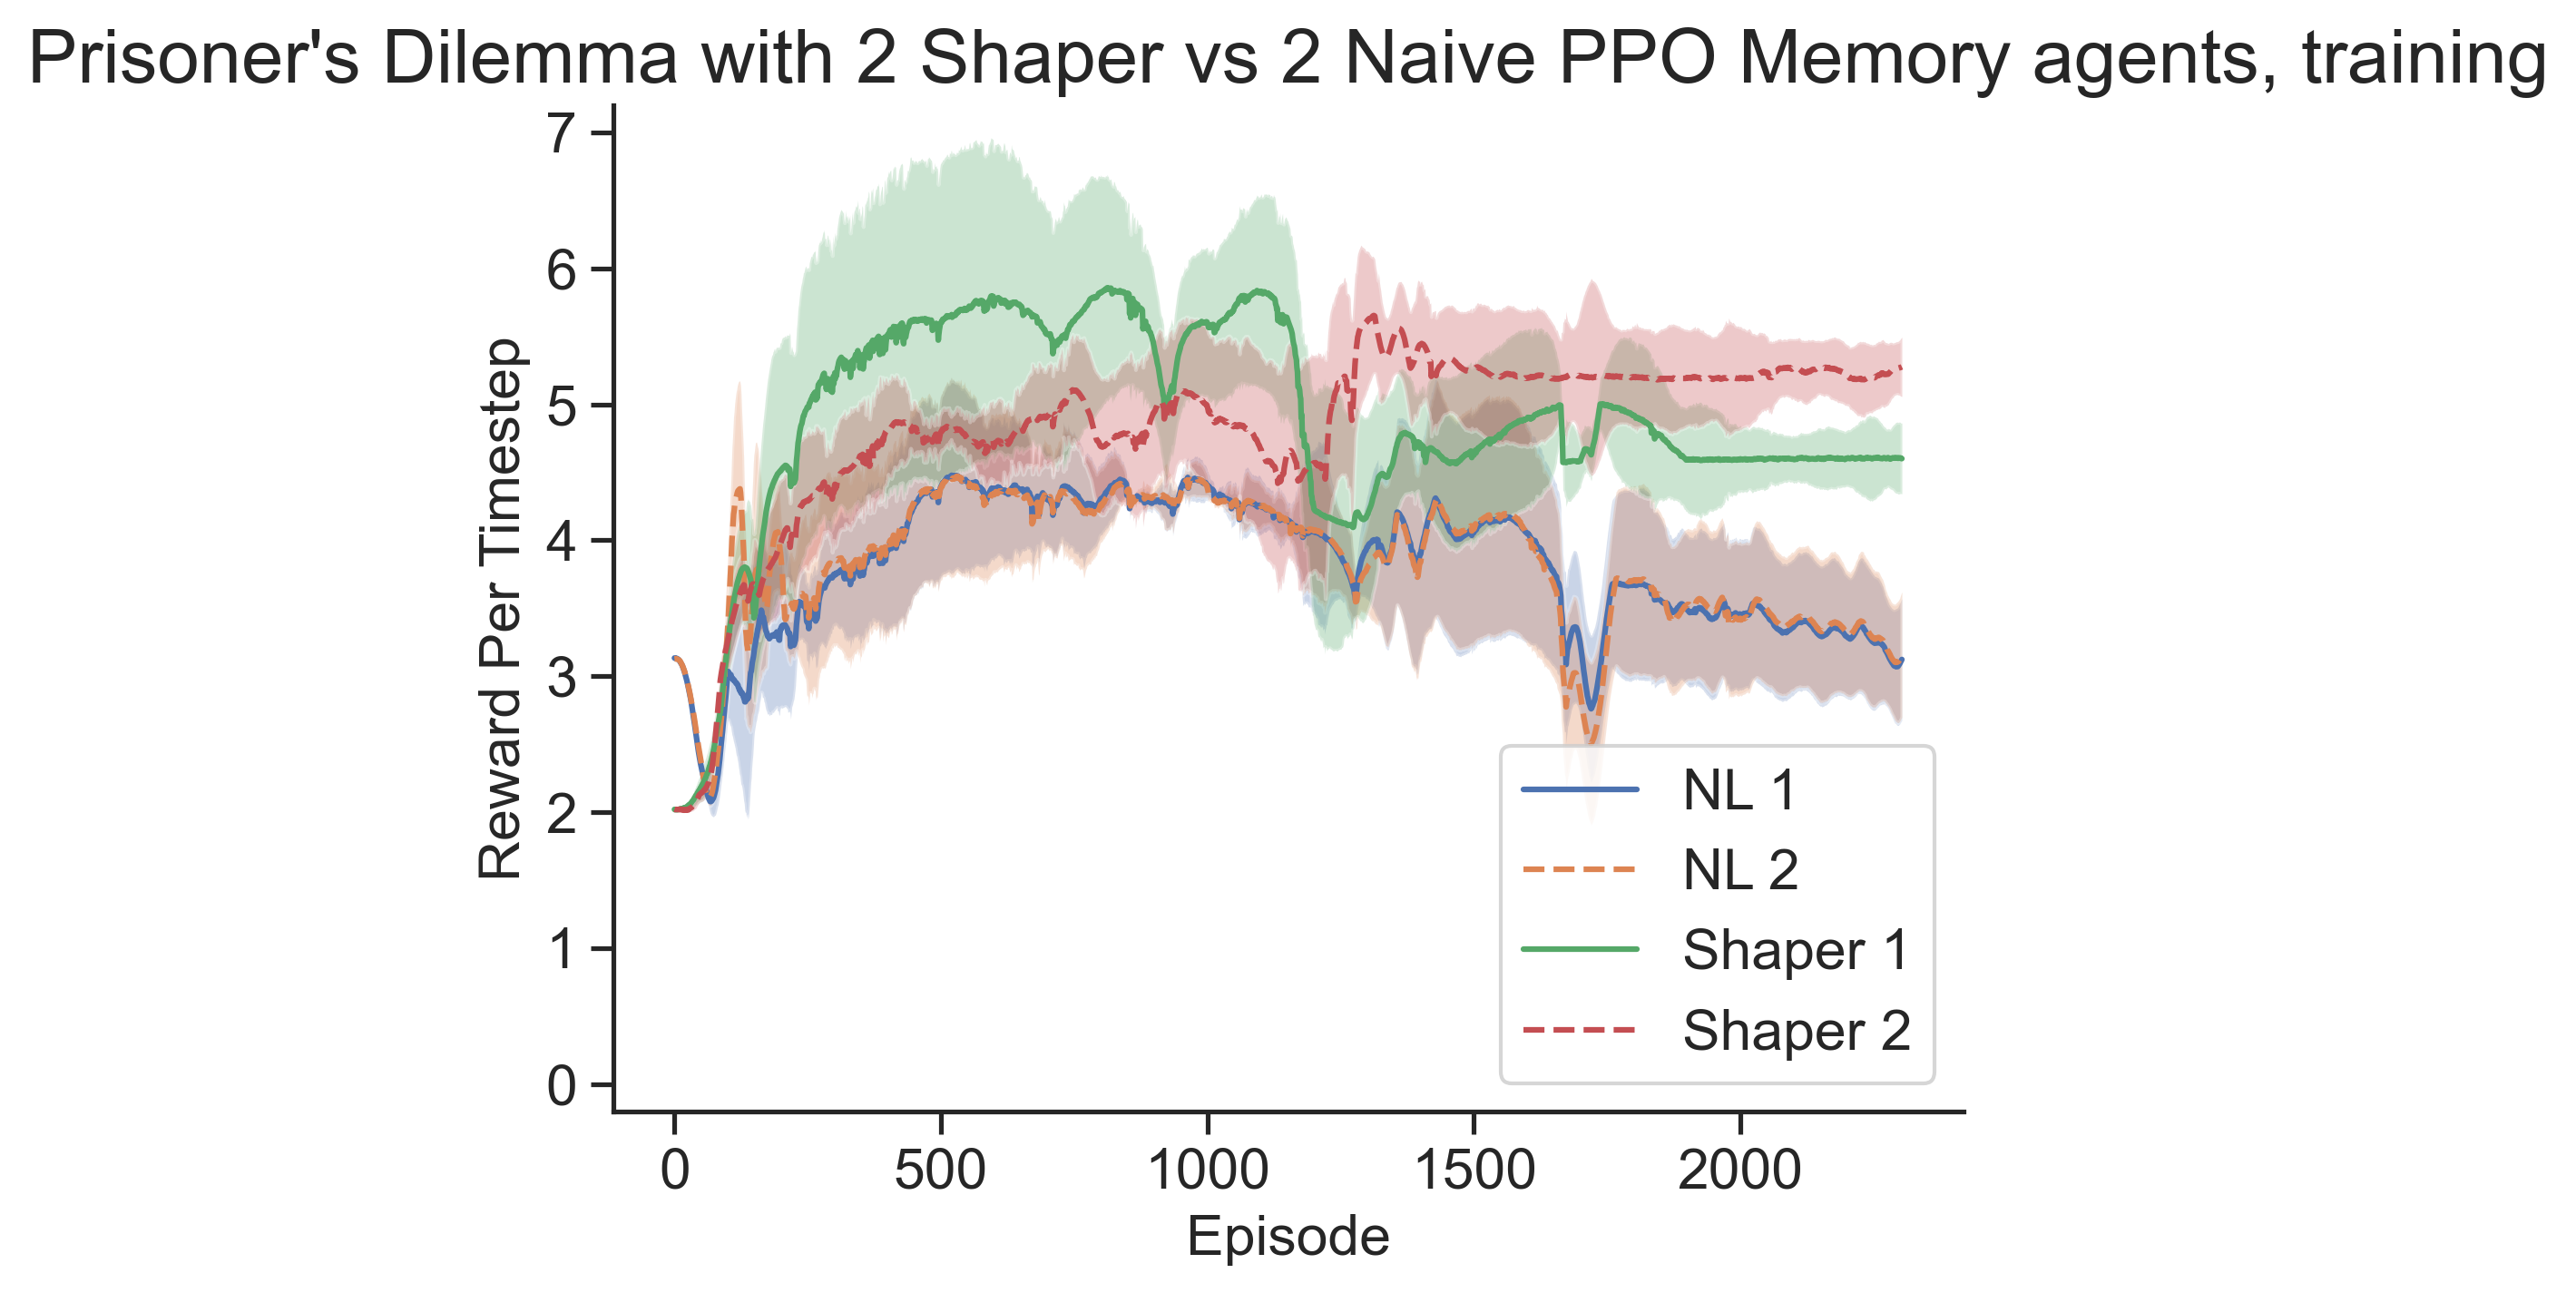 Prisoner's Dilemma with 2 Shaper vs 2 Naive PPO Memory agents, training
Reward Per Timestep
7
6
5
4
3
2
1
0
NL 1
NL 2
Shaper 1
Shaper 2
0 500 1000 1500 2000
Episode